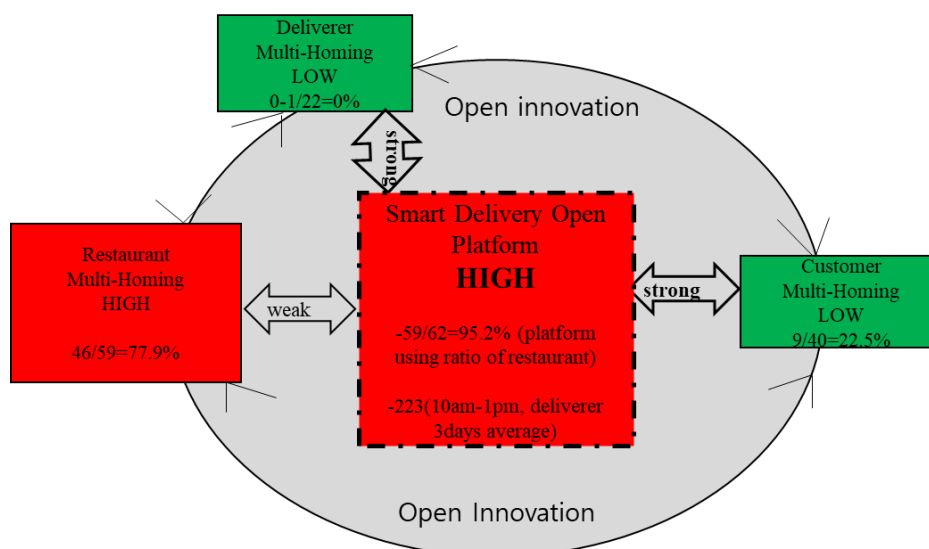 Deliverer
Multi-Homing
LOW
0-1/22=0%
Open innovation
strong
Smart Delivery Open
Platform
HIGH
-59/62=95.2% (platform
using ratio of restaurant)
-223(10am-1pm, deliverer
3days average)
Restaurant
Multi-Homing
HIGH
46/59=77.9%
weak
strong
Customer
Multi-Homing
LOW
9/40=22.5%
Open Innovation